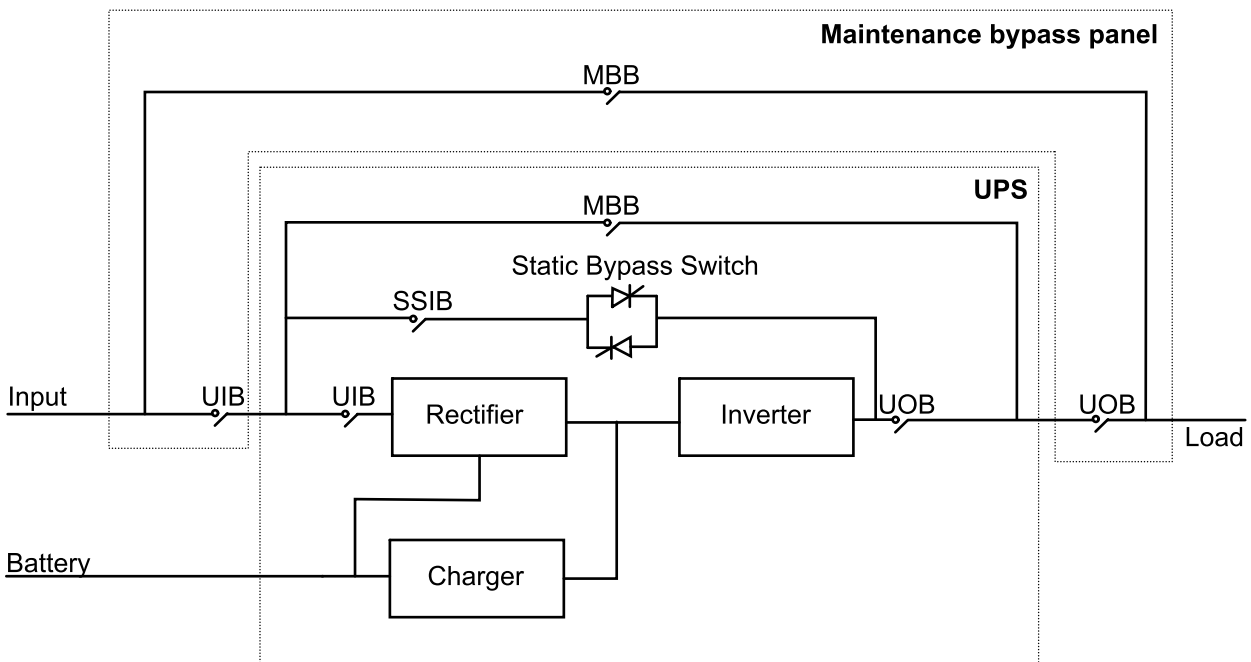 Maintenance bypass panel
MBB
UPS
MBB
Static Bypass Switch
SSIB
Input
UIB
UIB
Rectifier
Inverter
UOB
UOB
Load
Battery
Charger